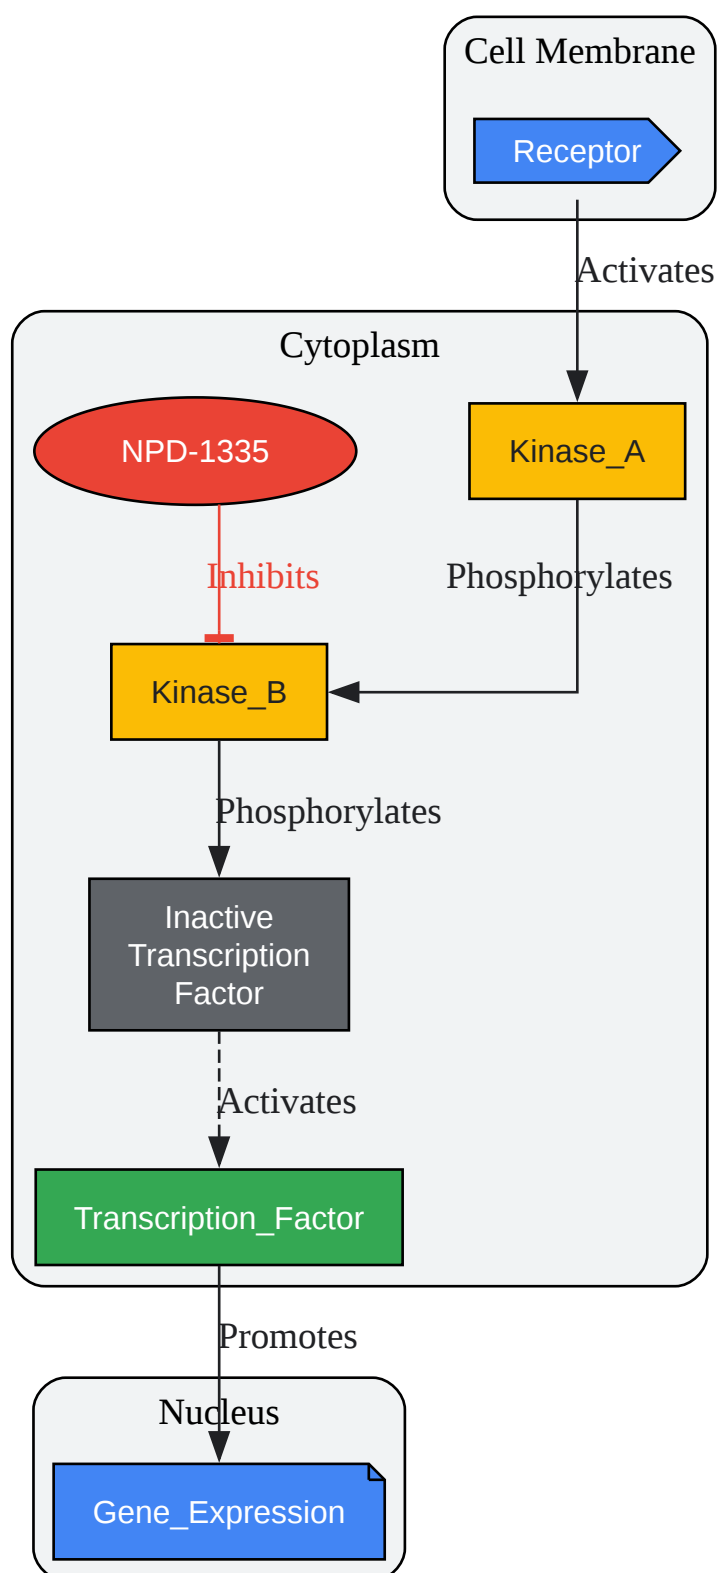 Cell Membrane
Receptor
Activates
Cytoplasm
NPD-1335
Kinase_A
Inhibits
Phosphorylates
Kinase_B
Phosphorylates
Inactive
Transcription
Factor
Activates
Transcription_Factor
Promotes
Nucleus
Gene_Expression